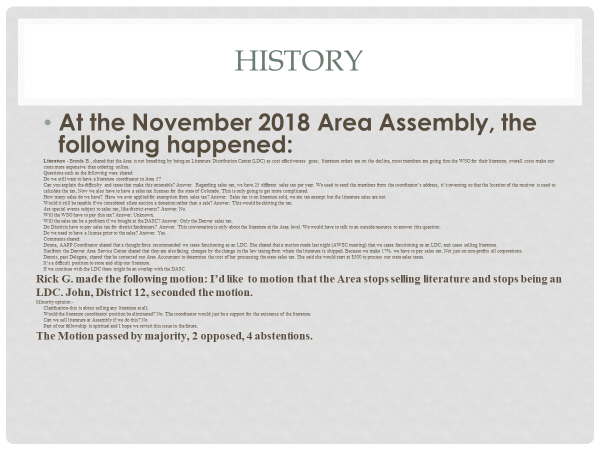 HISTORY
• At the November 2018 Area Assembly, the
following happened:
Literature - Brenda B., shared that the Area is not benefiting by being an Literature Distribution Center (LDC) as cost effectiveness goes; literature orders are on the decline, most members are going thru the WSO for their literature, overall costs make our
costs more expensive than ordering online.
Questions such as the following were shared:
Do we still want to have a literature coordinator in Area 5?
Can you explain the difficulty and taxes that make this untenable? Answer: Regarding sales tax, we have 25 different sales tax per year. We used to send the members from the coordinator's address, it's reversing so that the location of the receiver is used to
calculate the tax. Now we also have to have a sales tax licenses for the state of Colorado. This is only going to get more complicated.
How many sales do we have? Have we ever applied for exemption from sales tax? Answer: Sales tax is on literature sold, we are tax exempt but the literature sales are not.
Would it still be taxable if we considered silent auction a donation rather than a sale? Answer: This would be skirting the tax.
Are special events subject to sales tax, like district events? Answer: No.
Will the WSO have to pay this tax? Answer: Unknown.
Will the sales tax be a problem if we bought at the DASC? Answer: Only the Denver sales tax.
Do Districts have to pay sales tax for district fundraisers? Answer: This conversation is only about the literature at the Area Level. We would have to talk to an outside resource to answer this question.
Do we need to have a license prior to the sales? Answer: Yes.
Comments shared:
Donna, AAPP Coordinator shared that a thought force recommended we cease functioning as an LDC. She shared that a motion made last night (AWSC meeting) that we cease functioning as an LDC, and cease selling literature.
Sue from the Denver Area Service Center shared that they are also facing changes by the change in the law taxing from where the literature is shipped. Because we make 17%, we have to pay sales tax. Not just on non-profits all corporations.
Dennis, past Delegate, shared that he contacted our Area Accountant to determine the cost of her processing the state sales tax. She said she would start at $500 to process our state sales taxes.
It's a difficult position to store and ship our literature.
If we continue with the LDC there might be an overlap with the DASC.
Rick G. made the following motion: I'd like to motion that the Area stops selling literature and stops being an
LDC. John, District 12, seconded the motion.
Minority opinion:-
Clarification-this is about selling any literature at all.
Would the literature coordinator position be eliminated? No. The coordinator would just be a support for the existence of the literature.
Can we sell literature at Assembly if we do this? No
Part of our fellowship is spiritual and I hope we revisit this issue in the future.
The Motion passed by majority, 2 opposed, 4 abstentions.